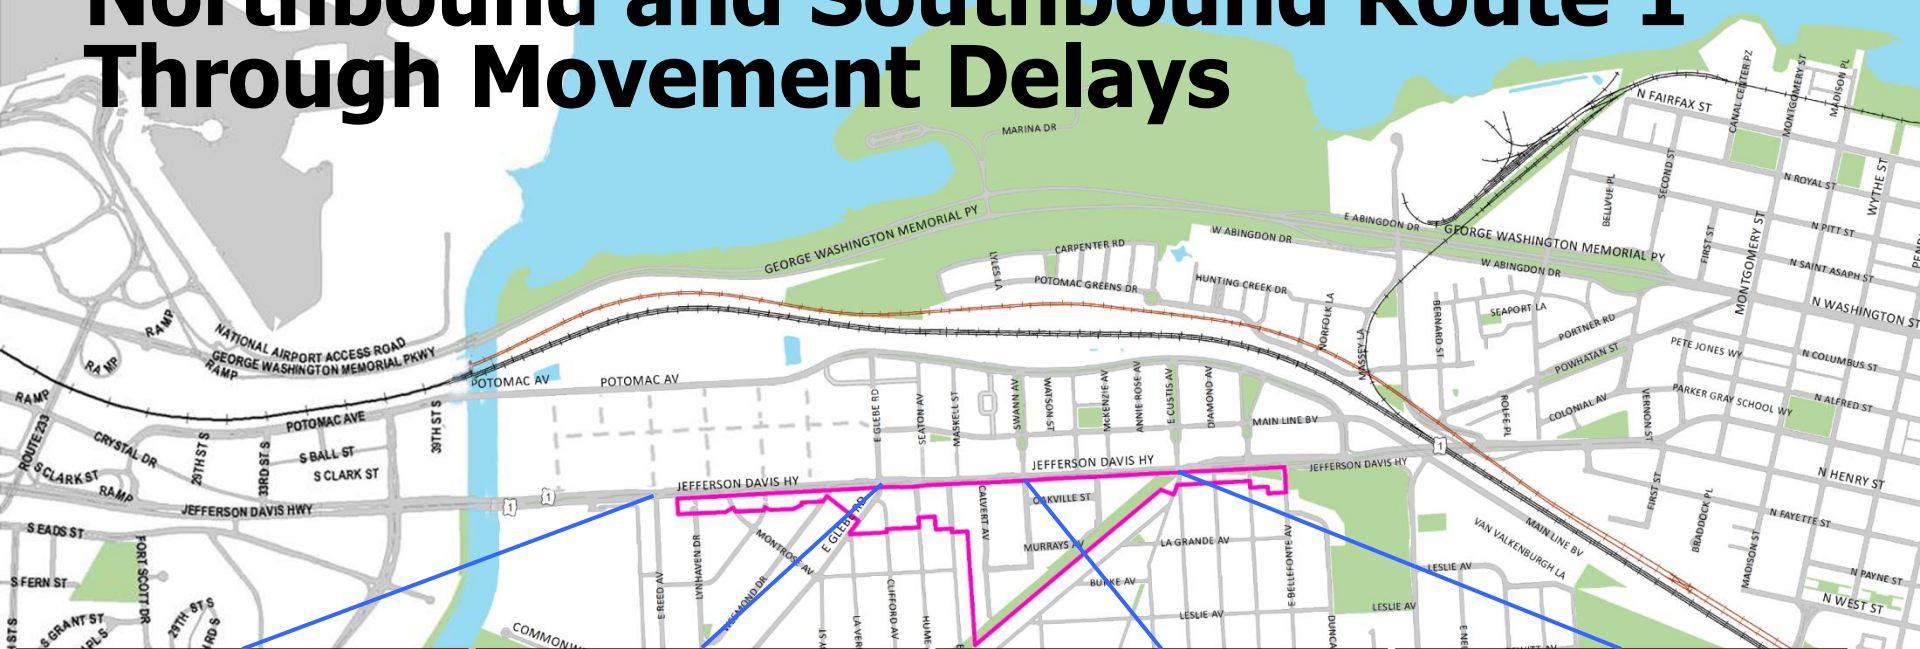 Northbound and Southbound Route 1
Through Movement Delays
MARINA DR
N FAIRFAX ST
CANAL CENTER PZ
MONTGOMERY ST
MADISON PL
SECOND ST
BELLVUE PL
N ROYAL ST
WYTHE ST
GEORGE WASHINGTON MEMORIAL PY
E ABINGDON DR
W ABINGDON DR
GEORGE WASHINGTON MEMORIAL PY
W ABINGDON DR
FIRST ST
MONTGOMERY ST
N PITT ST
N SAINT ASAPH ST
N WASHINGTON ST
LYLES LA
CARPENTER RD
POTOMAC GREENS DR
HUNTING CREEK DR
NORFOLK LA
MASSEY LA
BERNARD ST
SEAPORT LA
PORTNER RD
POWHATAN ST
PETE JONES WY
N COLUMBUS ST
PARKER GRAY SCHOOL WY
N ALFRED ST
RAMP
RAMP
RAMP
NATIONAL AIRPORT ACCESS ROAD
GEORGE WASHINGTON MEMORIAL PKWY
RAMP
ROUTE 233
POTOMAC AV
POTOMAC AV
POTOMAC AVE
CRYSTAL DR
29TH ST S
33RD ST S
S BALL ST
S CLARK ST
39TH ST S
S CLARK ST
RAMP
E GLEBE RD
SEATON AV
MASKELL ST
SWANN AV
WATSON ST
McKENZIE AV
ANNIE ROSE AV
E CUSTIS AV
DIAMOND AV
MAIN LINE BV
ROLFE PL
COLONIAL AV
VERNON ST
1
JEFFERSON DAVIS HWY
1
1
JEFFERSON DAVIS HY
JEFFERSON DAVIS HY
JEFFERSON DAVIS HY
N HENRY ST
S EADS ST
FORT SCOTT DR
S FERN ST
S GRANT ST
29TH ST S
E REED AV
LYNHAVEN DR
MONTROSE AV
E GLEBE RD
WESMOND DR
CALVERT AV
OAKVILLE ST
MURRAYS AV
LA GRANDE AV
BURKE AV
LESLIE AV
E BELLEFONTE AV
LESLIE AV
LESLIE AV
VAN VALKENBURGH LA
MAIN LINE BV
FIRST ST
BRADDOCK PL
MADISON ST
N FAYETTE ST
N PAYNE ST
N WEST ST
CLIFFORD AV